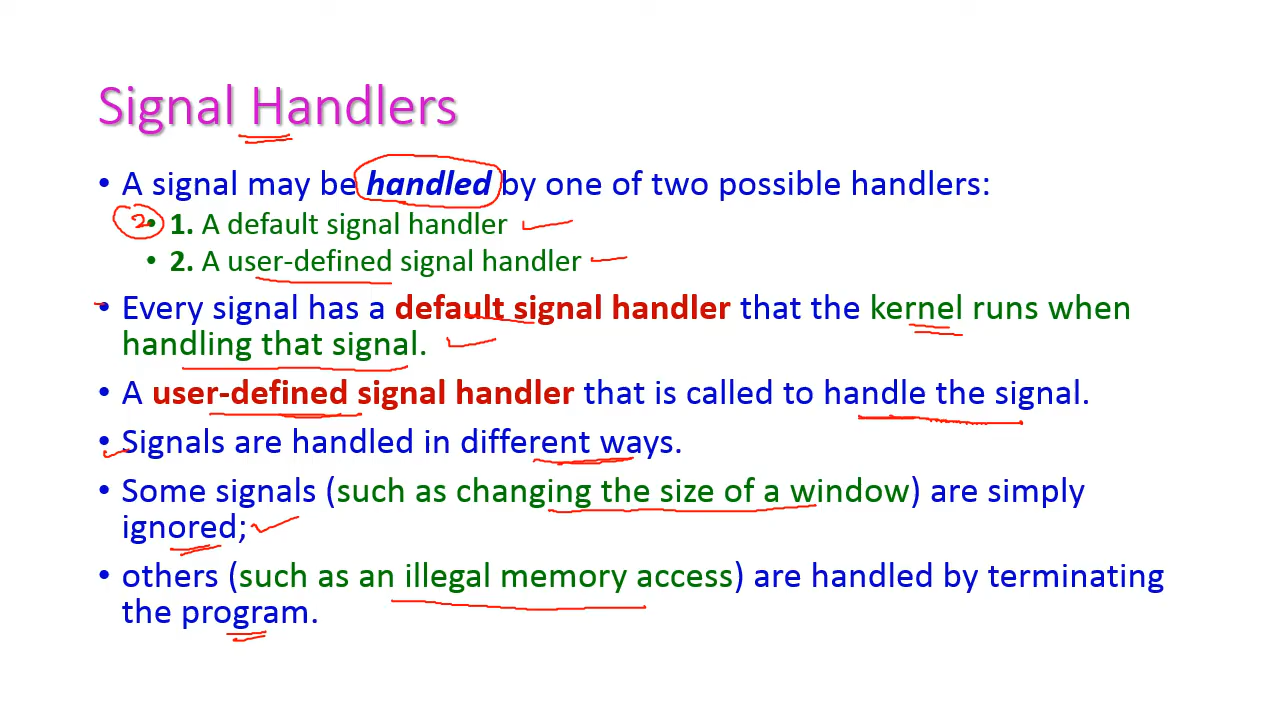 Signal Handlers
• A signal may be handled by one of two possible handlers:
2 • 1. A default signal handler
• 2. A user-defined signal handler
• Every signal has a default signal handler that the kernel runs when
handling that signal.
• A user-defined signal handler that is called to handle the signal.
• Signals are handled in different ways.
• Some signals (such as changing the size of a window) are simply
ignored;
• others (such as an illegal memory access) are handled by terminating
the program.